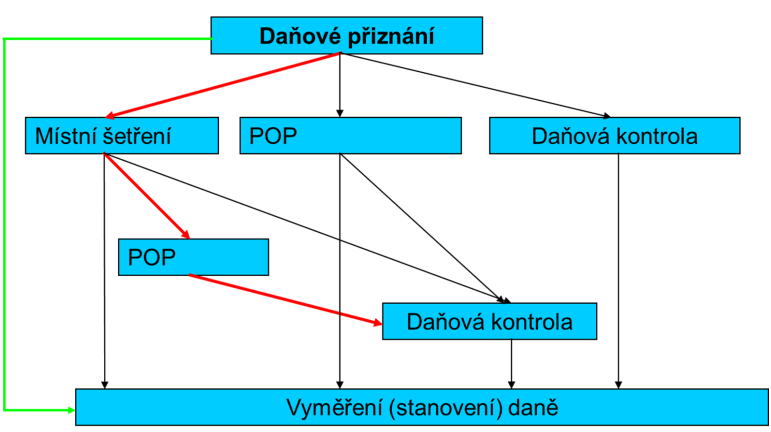 Daňové přiznání
Místní šetření
POP
Daňová kontrola
POP
Daňová kontrola
Vyměření (stanovení) daně